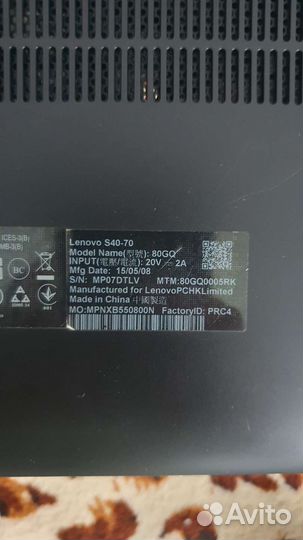 ICES-3(B)
MB-3(B)
BC
Lenovo S40-70
Model Name(型號): 80GQ
INPUT(電壓/電流): 20V ⎓ 2A
Mfg Date: 15/05/08
S/N: MP07DTLV MTM:80GQ0005RK
Manufactured for LenovoPCHKLimited
Made in China 中國製造
MO:MPNXB550800N FactoryID: PRC4
Avito